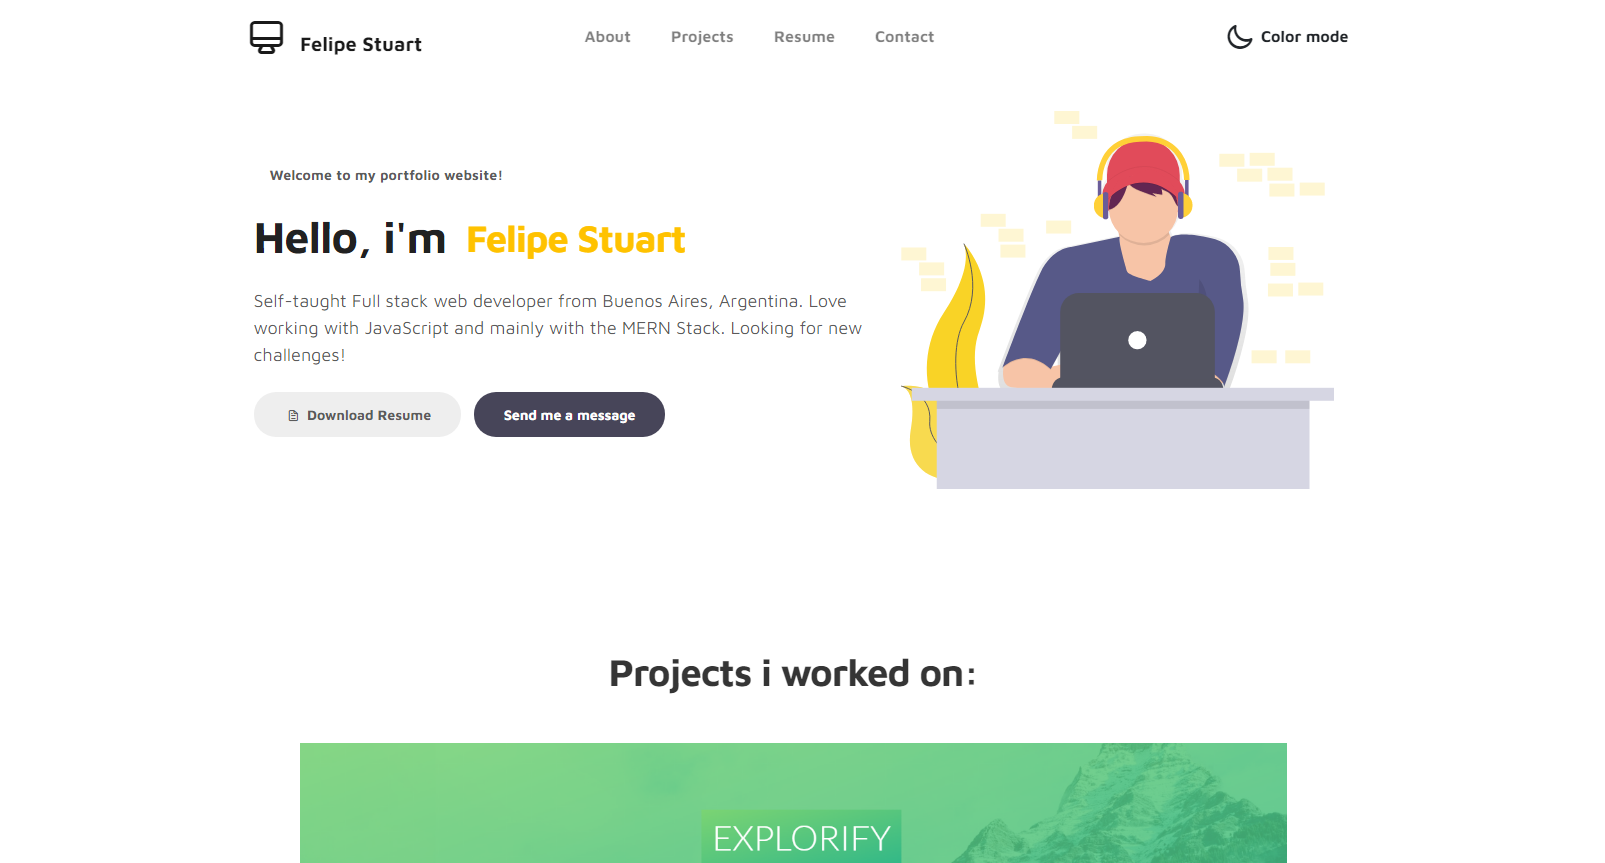 Felipe Stuart
About Projects Resume Contact
Color mode
Welcome to my portfolio website!
Hello, i'm Felipe Stuart
Self-taught Full stack web developer from Buenos Aires, Argentina. Love
working with JavaScript and mainly with the MERN Stack. Looking for new
challenges!
Download Resume
Send me a message
Projects i worked on:
EXPLORIFY